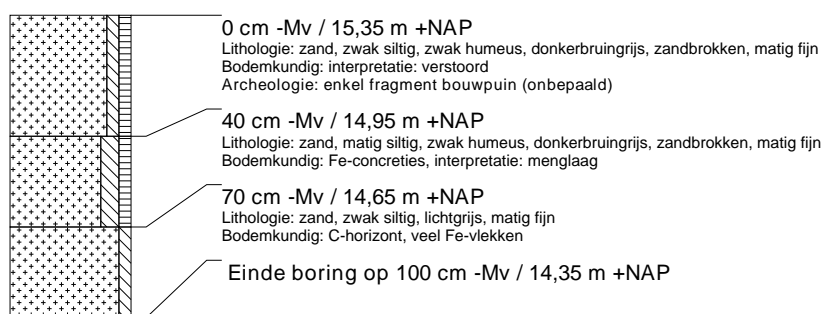 0 cm -Mv / 15,35 m +NAP
Lithologie: zand, zwak siltig, zwak humeus, donkerbruingrijs, zandbrokken, matig fijn
Bodemkundig: interpretatie: verstoord
Archeologie: enkel fragment bouwpuin (onbepaald)
40 cm -Mv / 14,95 m +NAP
Lithologie: zand, matig siltig, zwak humeus, donkerbruingrijs, zandbrokken, matig fijn
Bodemkundig: Fe-concreties, interpretatie: menglaag
70 cm -Mv / 14,65 m +NAP
Lithologie: zand, zwak siltig, lichtgrijs, matig fijn
Bodemkundig: C-horizont, veel Fe-vlekken
Einde boring op 100 cm -Mv / 14,35 m +NAP